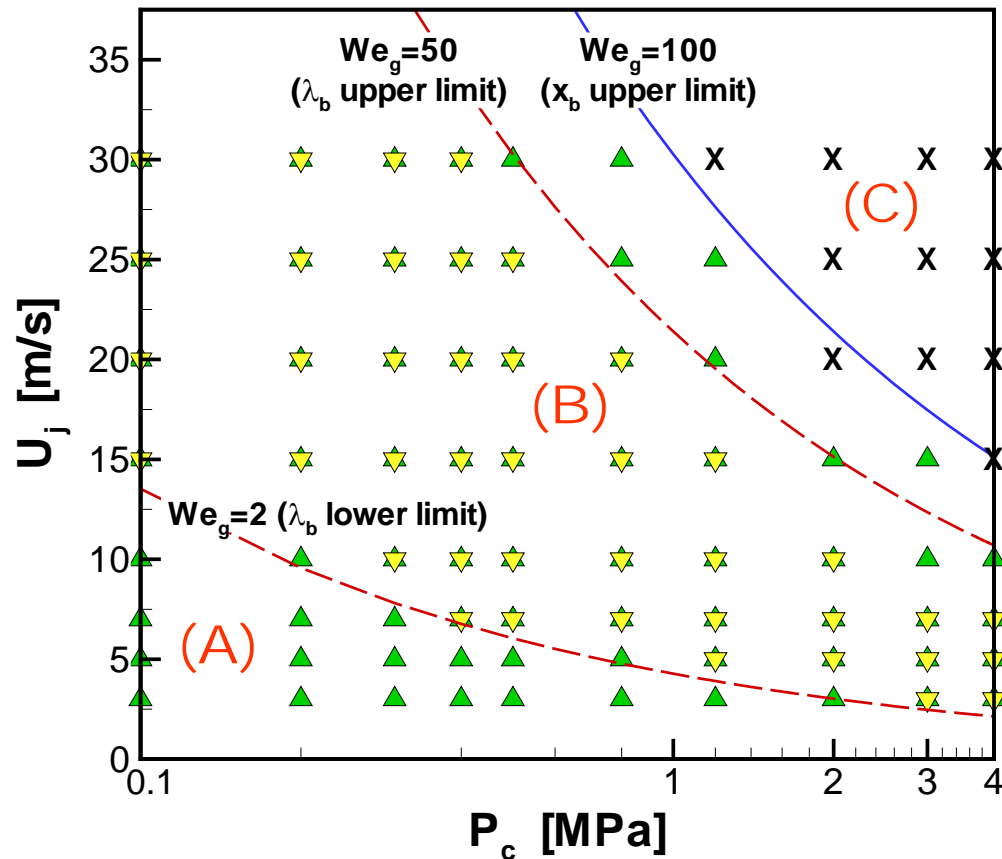 We_g=50
(λ_b upper limit)
We_g=100
(x_b upper limit)
(C)
(B)
We_g=2 (λ_b lower limit)
(A)
X X X X
X X X
X X X
X
35
30
25
20
15
10
5
0
U_j [m/s]
0.1 1 2 3 4
P_c [MPa]